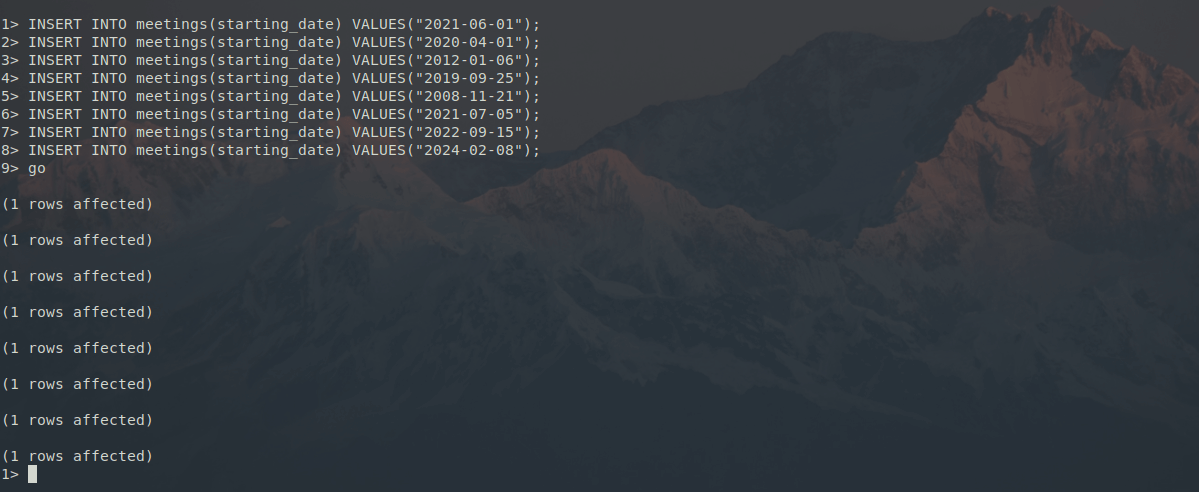 1> INSERT INTO meetings(starting_date) VALUES("2021-06-01");
2> INSERT INTO meetings(starting_date) VALUES("2020-04-01");
3> INSERT INTO meetings(starting_date) VALUES("2012-01-06");
4> INSERT INTO meetings(starting_date) VALUES("2019-09-25");
5> INSERT INTO meetings(starting_date) VALUES("2008-11-21");
6> INSERT INTO meetings(starting_date) VALUES("2021-07-05");
7> INSERT INTO meetings(starting_date) VALUES("2022-09-15");
8> INSERT INTO meetings(starting_date) VALUES("2024-02-08");
9> go
(1 rows affected)
(1 rows affected)
(1 rows affected)
(1 rows affected)
(1 rows affected)
(1 rows affected)
(1 rows affected)
(1 rows affected)
1>